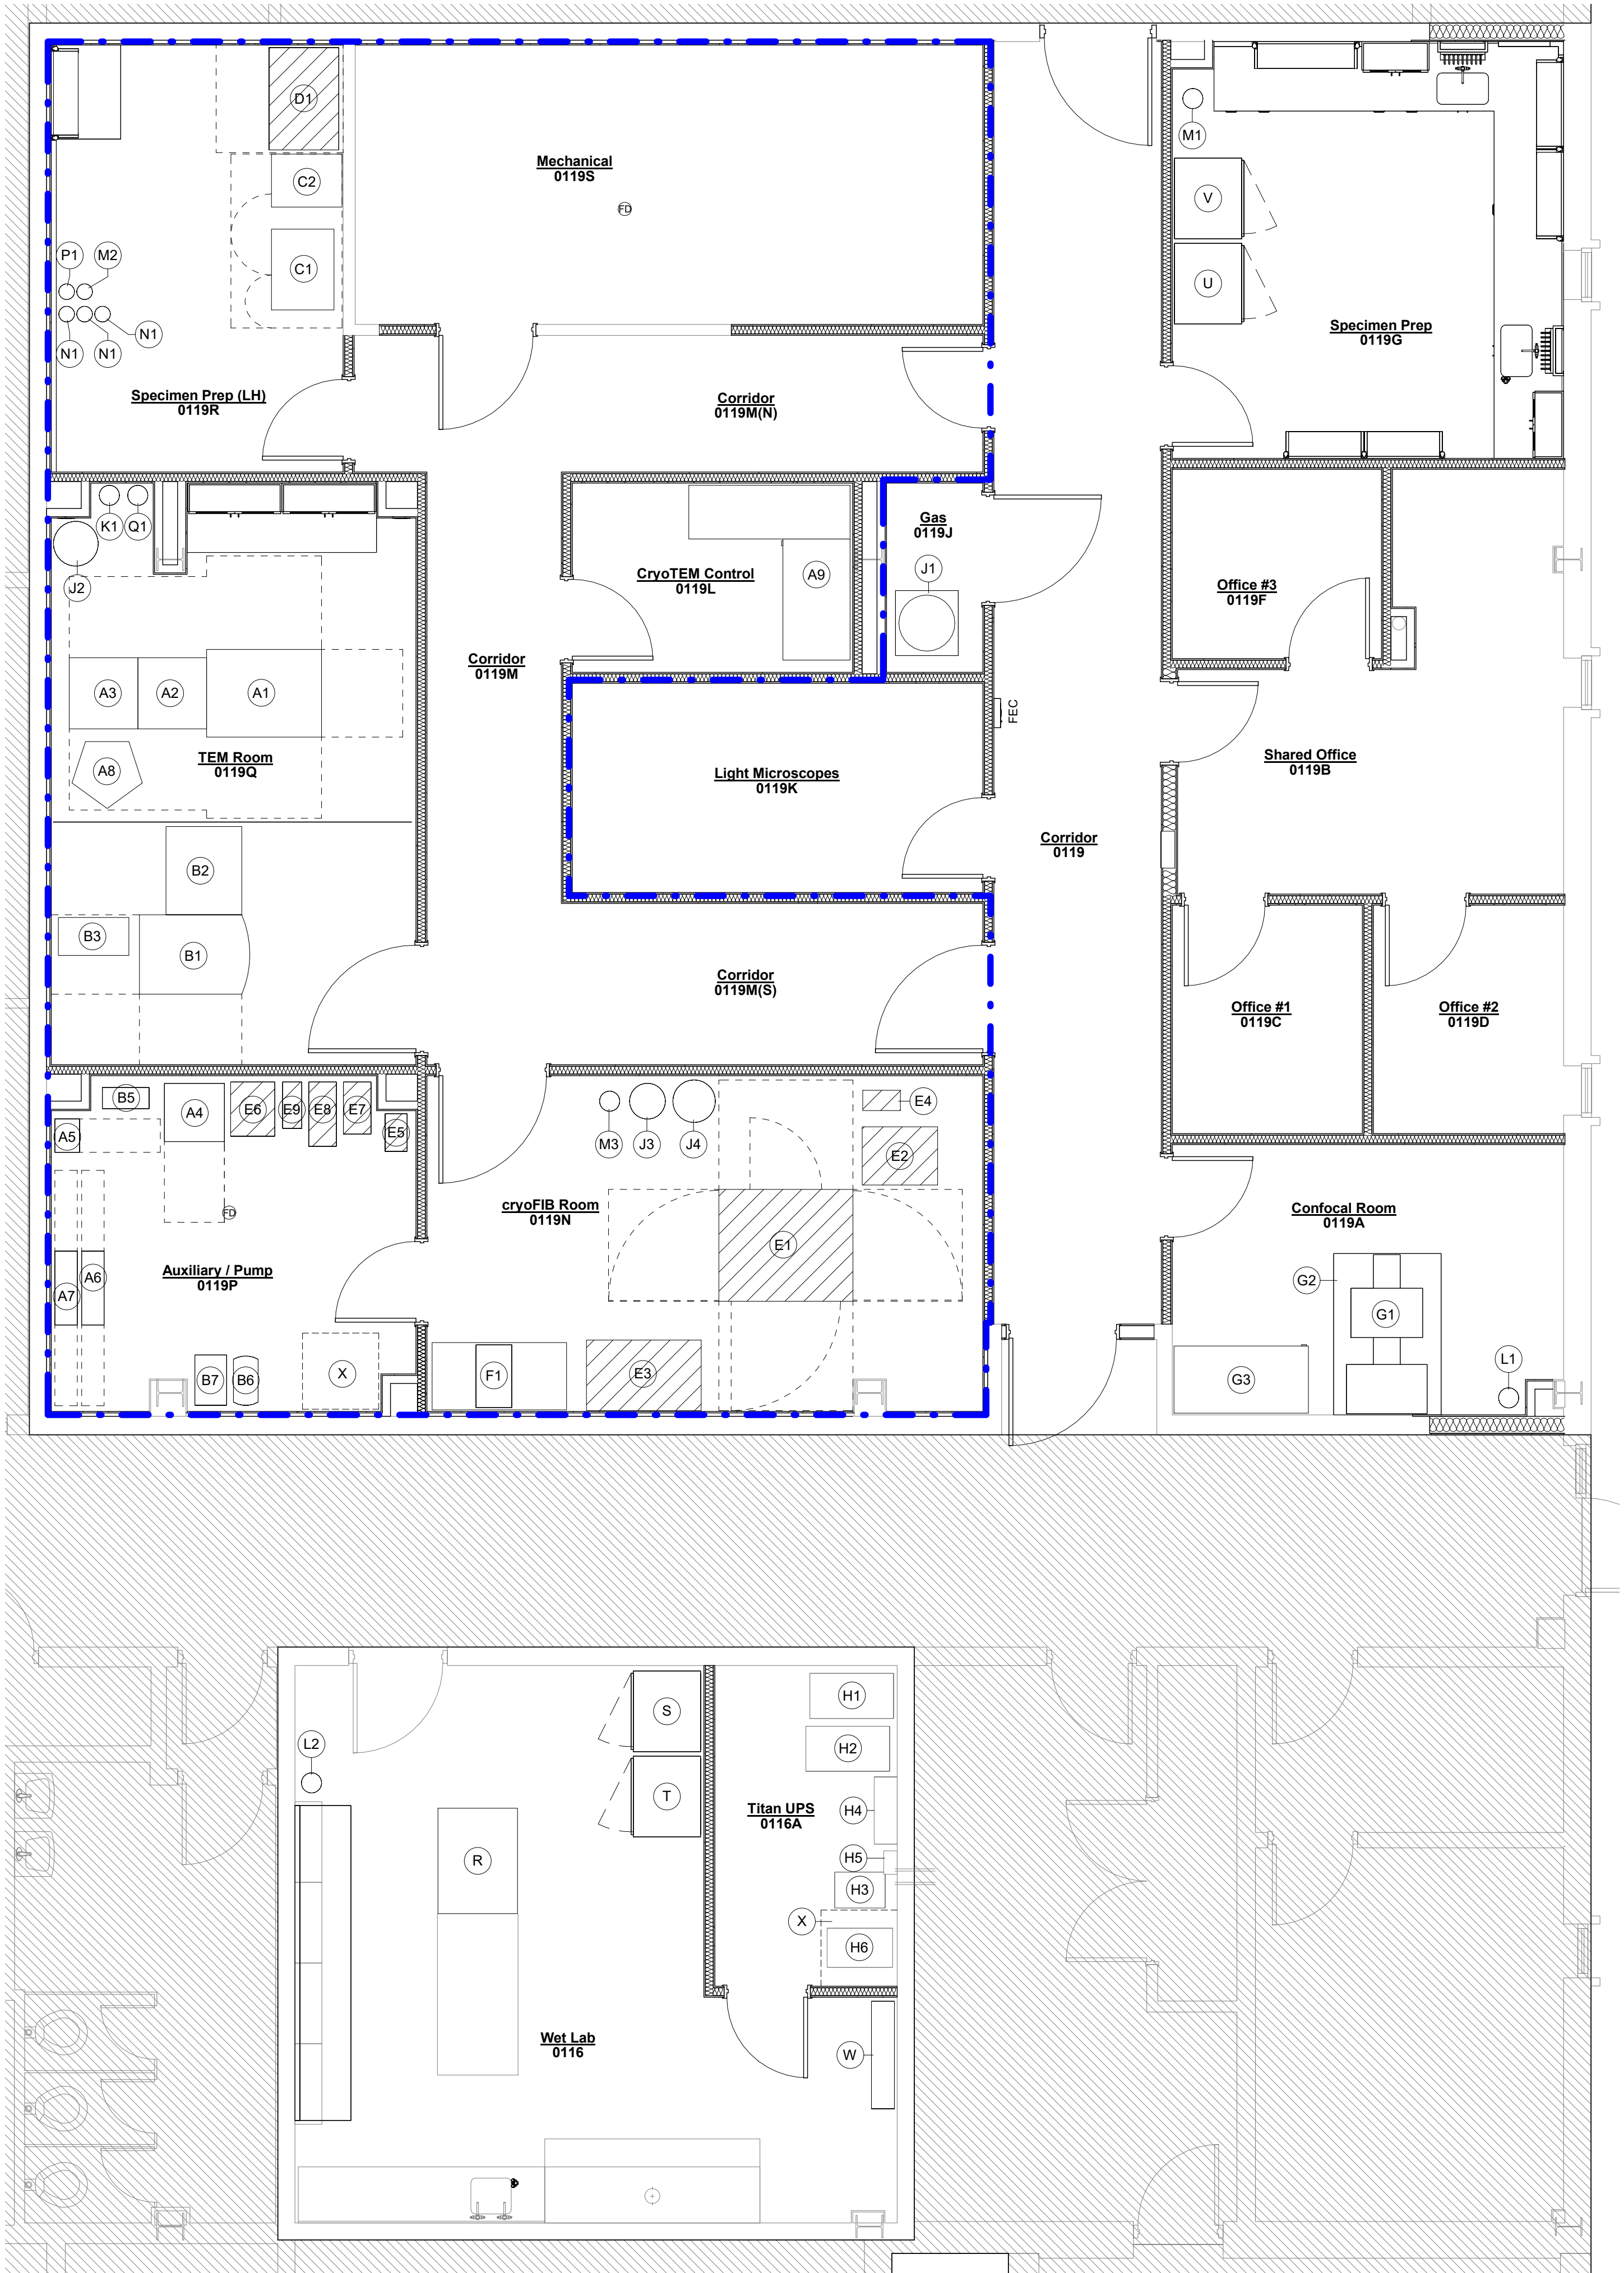 D1
Mechanical
0119S
M1
C2
V
FD
P1
M2
C1
U
N1
N1
N1
Specimen Prep
0119G
Specimen Prep (LH)
0119R
Corridor
0119M(N)
K1
Q1
Gas
0119J
J2
CryoTEM Control
0119L
A9
J1
Office #3
0119F
Corridor
0119M
A3
A2
A1
FEC
TEM Room
0119Q
A8
Light Microscopes
0119K
Shared Office
0119B
Corridor
0119
B2
B3
B1
Corridor
0119M(S)
Office #1
0119C
Office #2
0119D
B5
A4
E6
E9
E8
E7
E5
A5
M3
J3
J4
E4
E2
FD
cryoFIB Room
0119N
E1
Confocal Room
0119A
Auxiliary / Pump
0119P
A7
A6
G2
G1
B7
B6
X
F1
E3
G3
L1
H1
S
L2
H2
T
Titan UPS
0116A
H4
R
H5
H3
X
H6
Wet Lab
0116
W